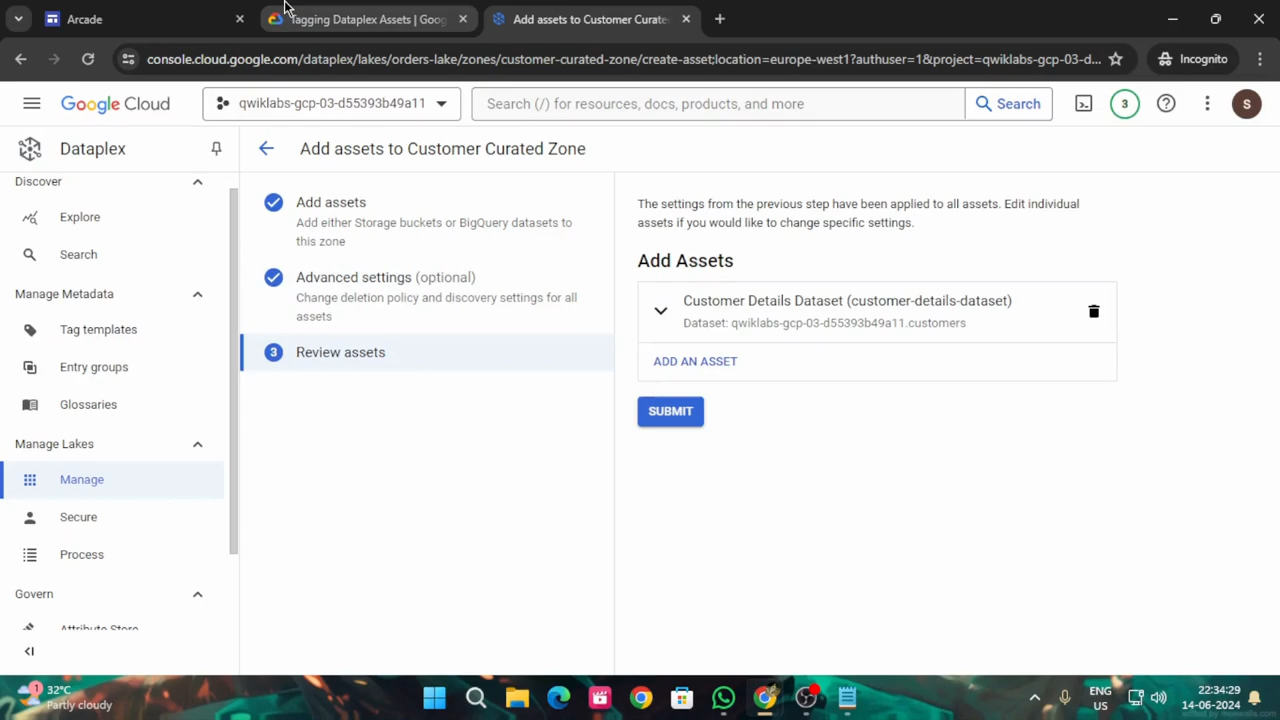 Arcade
Tagging Dataplex Assets | Goog
Add assets to Customer Curate
console.cloud.google.com/dataplex/lakes/orders-lake/zones/customer-curated-zone/create-asset;location=europe-west1?authuser=1&project=qwiklabs-gcp-03-d...
Incognito
Google Cloud
qwiklabs-gcp-03-d55393b49a11
Search (/) for resources, docs, products, and more
Search
3
S
Dataplex
Add assets to Customer Curated Zone
Discover
Explore
Search
Manage Metadata
Tag templates
Entry groups
Glossaries
Manage Lakes
Manage
Secure
Process
Govern
Attribute Store
Add assets
Add either Storage buckets or BigQuery datasets to
this zone
Advanced settings (optional)
Change deletion policy and discovery settings for all
assets
3
Review assets
The settings from the previous step have been applied to all assets. Edit individual
assets if you would like to change specific settings.
Add Assets
Customer Details Dataset (customer-details-dataset)
Dataset: qwiklabs-gcp-03-d55393b49a11.customers
ADD AN ASSET
SUBMIT
1
32°C
Partly cloudy
ENG
US
22:34:29
14-06-2024